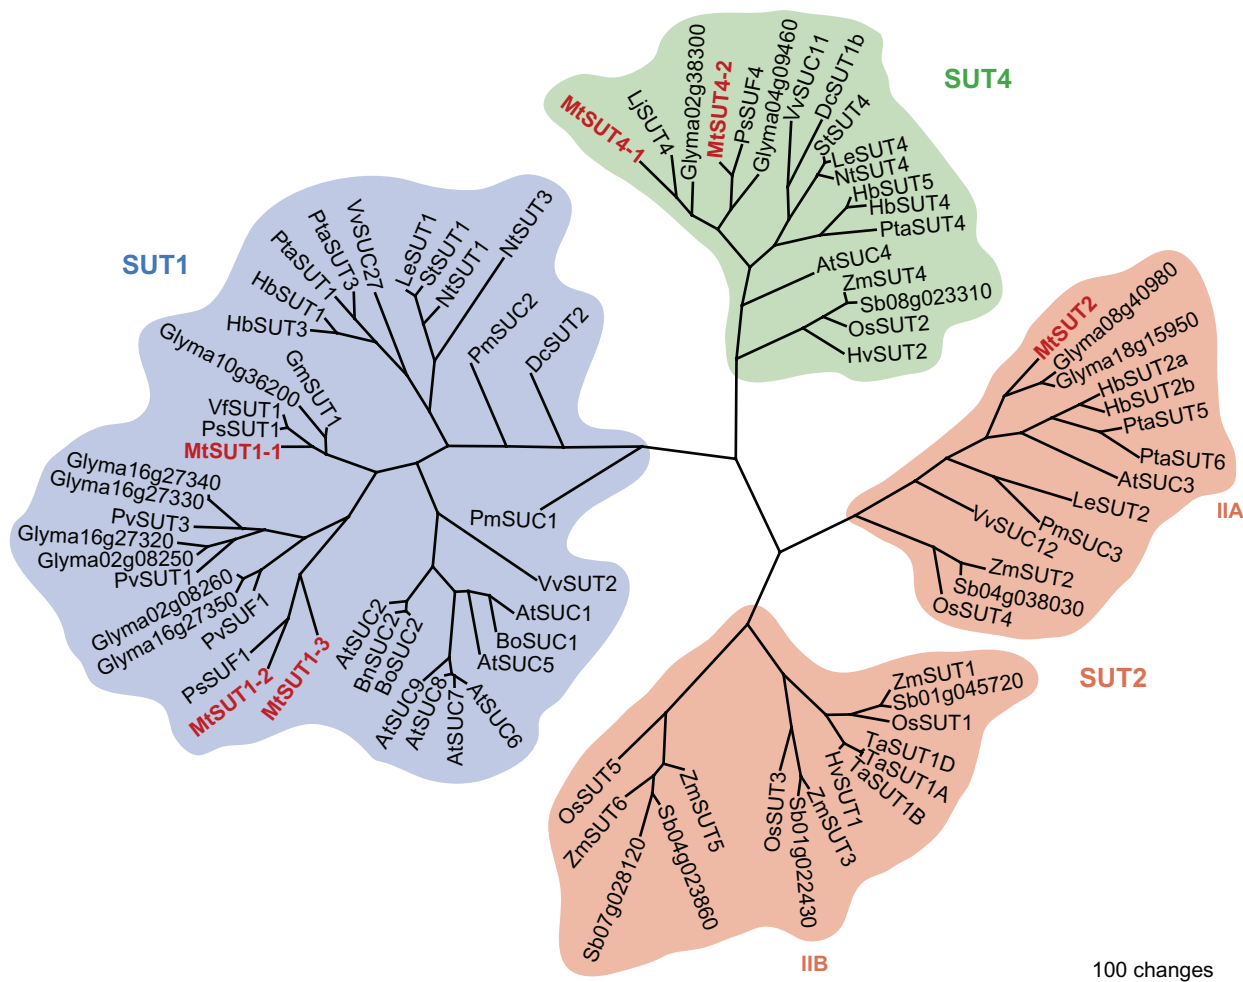 SUT4
MtSUT4-1
LjSUT4
Glyma02g38300
MtSUT4-2
PsSUF4
Glyma04g09460
VvSUC11
DcSUT1b
StSUT4
LeSUT4
NtSUT4
HbSUT5
HbSUT4
PtaSUT4
AtSUC4
ZmSUT4
Sb08g023310
OsSUT2
HvSUT2
SUT1
NtSUT3
NtSUT1
StSUT1
LeSUT1
VvSUC27
PtaSUT3
PtaSUT1
HbSUT1
HbSUT3
PmSUC2
DcSUT2
Glyma10g36200
GmSUT1
VfSUT1
PsSUT1
MtSUT1-1
Glyma16g27340
Glyma16g27330
PvSUT3
Glyma16g27320
Glyma02g08250
PvSUT1
Glyma02g08260
Glyma16g27350
PvSUF1
PsSUF1
MtSUT1-2
MtSUT1-3
PmSUC1
VvSUT2
AtSUC1
BoSUC1
AtSUC5
AtSUC2
BnSUC2
BoSUC2
AtSUC9
AtSUC8
AtSUC7
AtSUC6
MtSUT2
Glyma08g40980
Glyma18g15950
HbSUT2a
HbSUT2b
PtaSUT5
PtaSUT6
AtSUC3
LeSUT2
PmSUC3
VvSUC12
ZmSUT2
Sb04g038030
OsSUT4
IIA
SUT2
ZmSUT1
Sb01g045720
OsSUT1
TaSUT1D
TaSUT1A
TaSUT1B
HvSUT1
ZmSUT3
Sb01g022430
OsSUT3
ZmSUT5
Sb04g023860
Sb07g028120
ZmSUT6
OsSUT5
IIB
100 changes